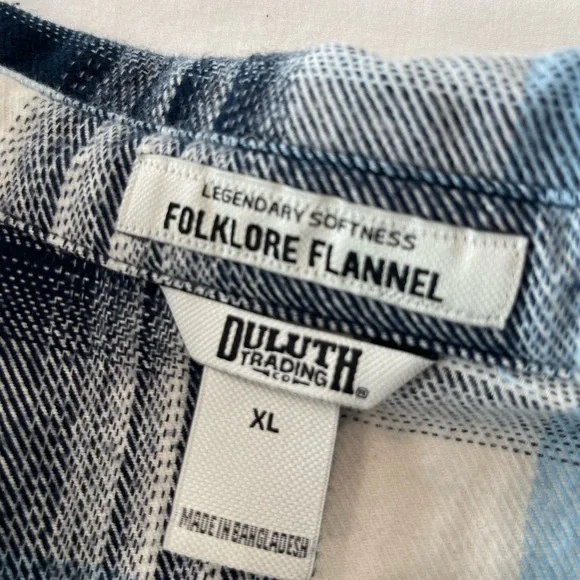 LEGENDARY SOFTNESS
FOLKLORE FLANNEL
DULUTH
TRADING
CO
®
XL
MADE IN BANGLADESH